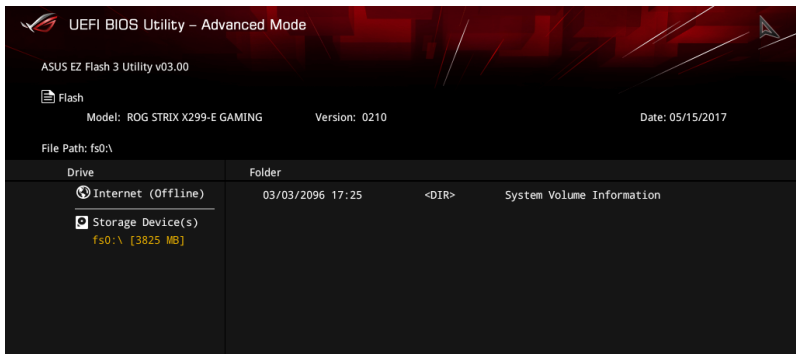 UEFI BIOS Utility – Advanced Mode
ASUS EZ Flash 3 Utility v03.00
Flash
Model: ROG STRIX X299-E GAMING Version: 0210 Date: 05/15/2017
File Path: fs0:\
Drive Folder
Internet (Offline) 03/03/2096 17:25 <DIR> System Volume Information
Storage Device(s)
fs0:\ [3825 MB]